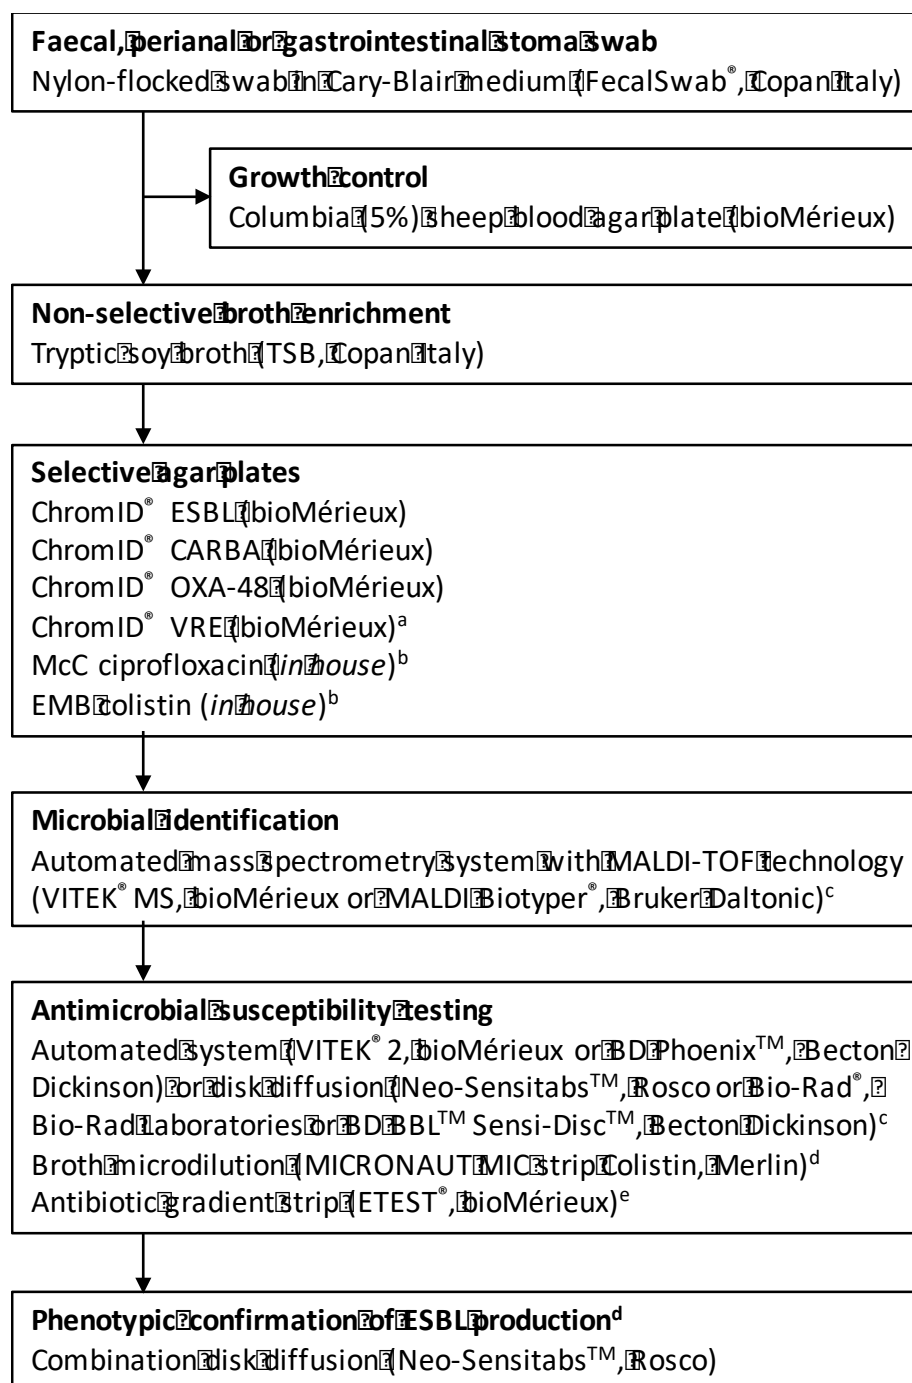 Faecal, perianal or gastrointestinal stoma swab
Nylon-flocked swab in Cary-Blair medium (FecalSwab®, Copan Italy)
Growth control
Columbia (5%) sheep blood agar plate (bioMérieux)
Non-selective broth enrichment
Tryptic soy broth (TSB, Copan Italy)
Selective agar plates
ChromID® ESBL (bioMérieux)
ChromID® CARBA (bioMérieux)
ChromID® OXA-48 (bioMérieux)
ChromID® VRE (bioMérieux)a
McC ciprofloxacin (in house)b
EMB colistin (in house)b
Microbial identification
Automated mass spectrometry system with MALDI-TOF technology
(VITEK® MS, bioMérieux or MALDI Biotyper®, Bruker Daltonic)c
Antimicrobial susceptibility testing
Automated system (VITEK® 2, bioMérieux or BD Phoenix™, Becton
Dickinson) or disk diffusion (Neo-Sensitabs™, Rosco or Bio-Rad®,
Bio-Rad Laboratories or BD BBL™ Sensi-Disc™, Becton Dickinson)c
Broth microdilution (MICRONAUT MIC strip Colistin, Merlin)d
Antibiotic gradient strip (ETEST®, bioMérieux)e
Phenotypic confirmation of ESBL productiond
Combination disk diffusion (Neo-Sensitabs™, Rosco)